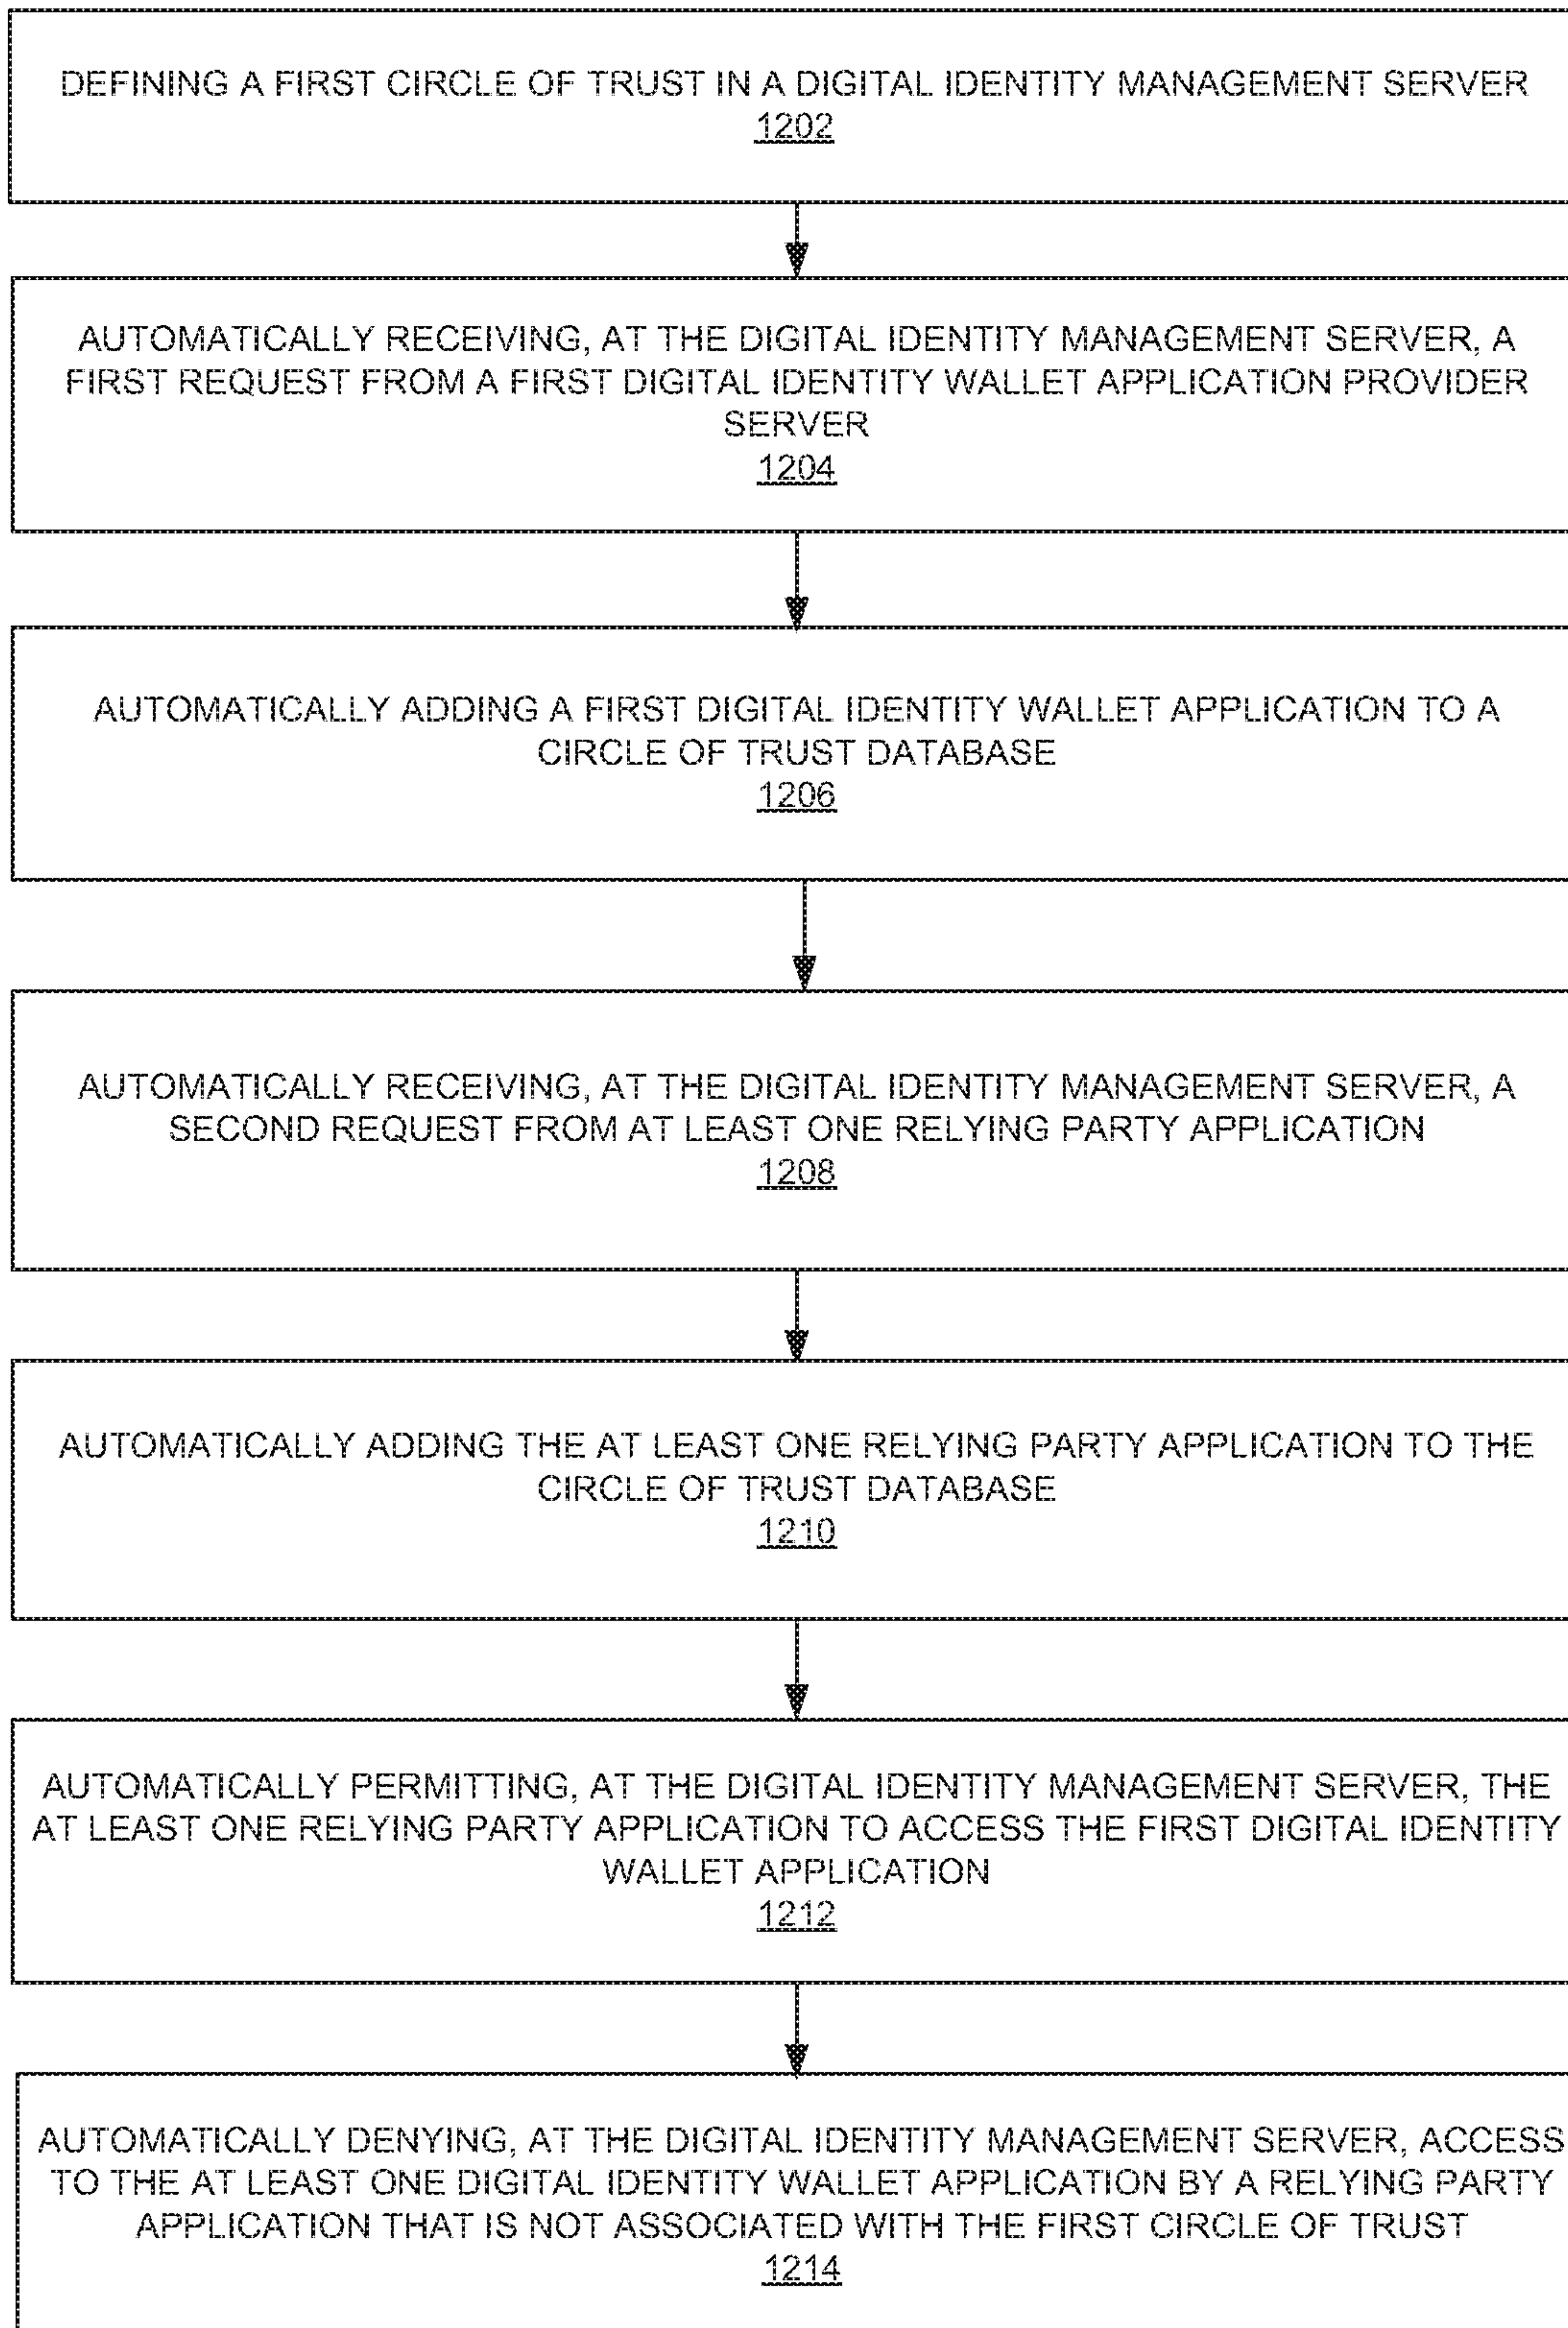 DEFINING A FIRST CIRCLE OF TRUST IN A DIGITAL IDENTITY MANAGEMENT SERVER
1202
AUTOMATICALLY RECEIVING, AT THE DIGITAL IDENTITY MANAGEMENT SERVER, A
FIRST REQUEST FROM A FIRST DIGITAL IDENTITY WALLET APPLICATION PROVIDER
SERVER
1204
AUTOMATICALLY ADDING A FIRST DIGITAL IDENTITY WALLET APPLICATION TO A
CIRCLE OF TRUST DATABASE
1206
AUTOMATICALLY RECEIVING, AT THE DIGITAL IDENTITY MANAGEMENT SERVER, A
SECOND REQUEST FROM AT LEAST ONE RELYING PARTY APPLICATION
1208
AUTOMATICALLY ADDING THE AT LEAST ONE RELYING PARTY APPLICATION TO THE
CIRCLE OF TRUST DATABASE
1210
AUTOMATICALLY PERMITTING, AT THE DIGITAL IDENTITY MANAGEMENT SERVER, THE
AT LEAST ONE RELYING PARTY APPLICATION TO ACCESS THE FIRST DIGITAL IDENTITY
WALLET APPLICATION
1212
AUTOMATICALLY DENYING, AT THE DIGITAL IDENTITY MANAGEMENT SERVER, ACCESS
TO THE AT LEAST ONE DIGITAL IDENTITY WALLET APPLICATION BY A RELYING PARTY
APPLICATION THAT IS NOT ASSOCIATED WITH THE FIRST CIRCLE OF TRUST
1214